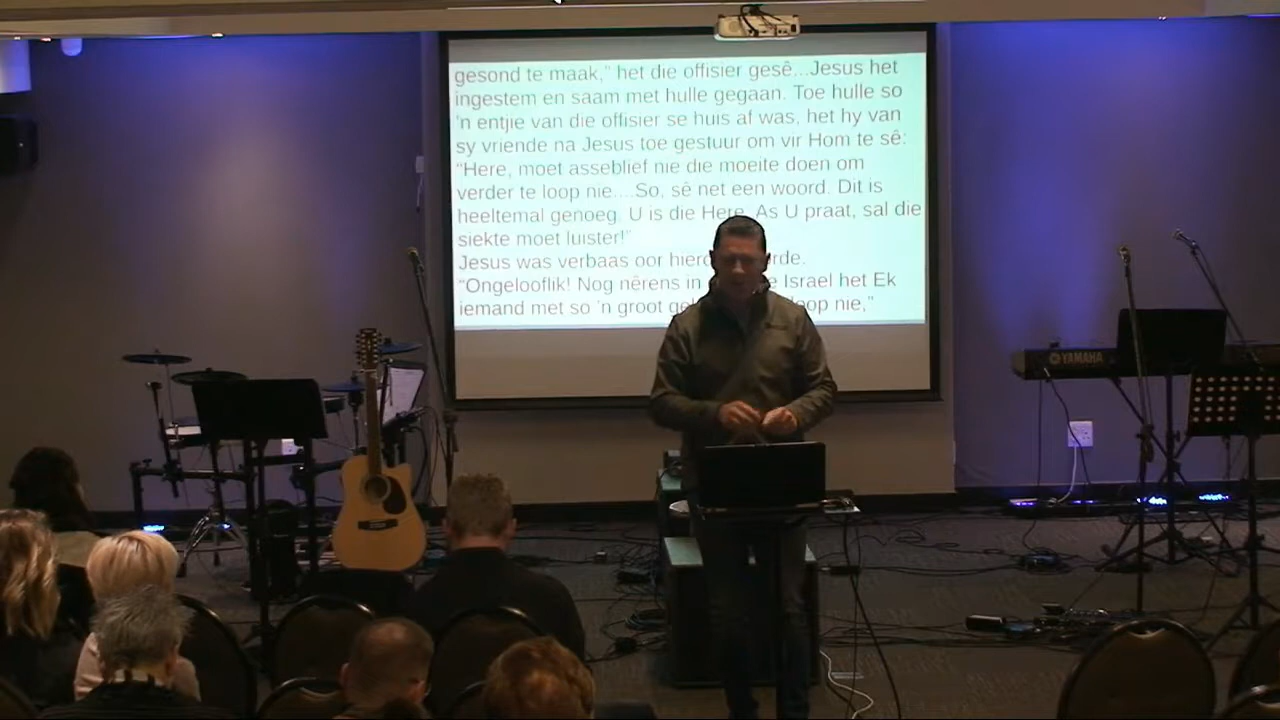 gesond te maak,” het die offisier gesê...Jesus het
ingestem en saam met hulle gegaan. Toe hulle so
’n entjie van die offisier se huis af was, het hy van
sy vriende na Jesus toe gestuur om vir Hom te sê:
“Here, moet asseblief nie die moeite doen om
verder te loop nie....So, sê net een woord. Dit is
heeltemal genoeg. U is die Here. As U praat, sal die
siekte moet luister!”
Jesus was verbaas oor
“Ongelooflik! Nog nêrens in Israel het Ek
iemand met so ’n groot nie,”
YAMAHA